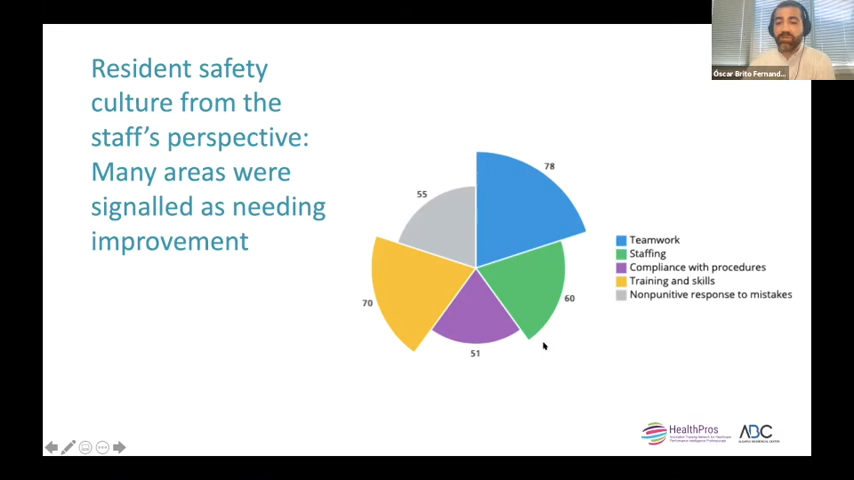 Óscar Brito Fernand...
Resident safety
culture from the
staff's perspective:
Many areas were
signalled as needing
improvement
78
55
60
70
51
Teamwork
Staffing
Compliance with procedures
Training and skills
Nonpunitive response to mistakes
HealthPros
ABC